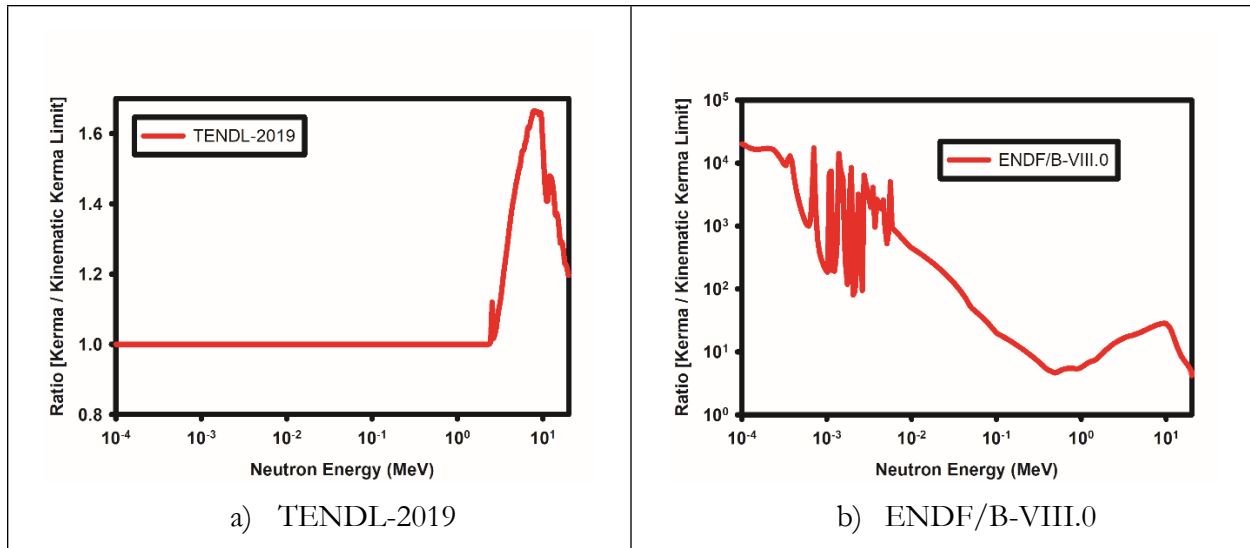 Ratio [Kerma / Kinematic Kerma Limit]
1.6
1.4
1.2
1.0
0.8
TENDL-2019
10⁻⁴ 10⁻³ 10⁻² 10⁻¹ 10⁰ 10¹
Neutron Energy (MeV)
a) TENDL-2019
Ratio [Kerma / Kinematic Kerma Limit]
10⁵
10⁴
10³
10²
10¹
10⁰
ENDF/B-VIII.0
10⁻⁴ 10⁻³ 10⁻² 10⁻¹ 10⁰ 10¹
Neutron Energy (MeV)
b) ENDF/B-VIII.0